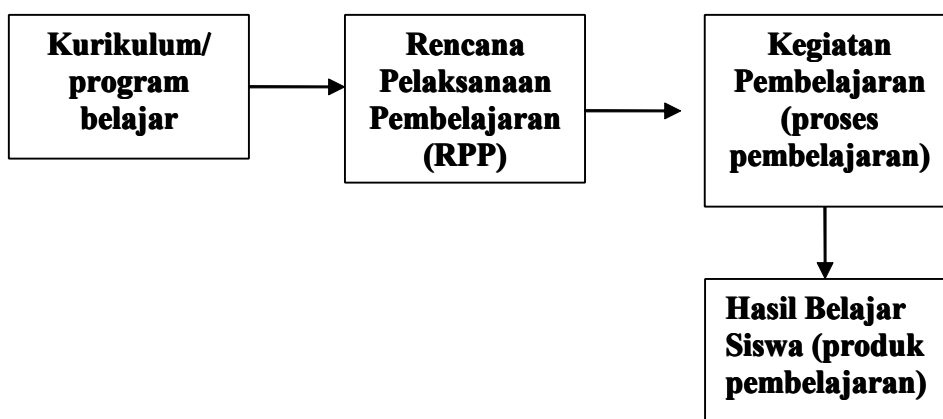 Kurikulum/
program
belajar
Rencana
Pelaksanaan
Pembelajaran
(RPP)
Kegiatan
Pembelajaran
(proses
pembelajaran)
Hasil Belajar
Siswa (produk
pembelajaran)